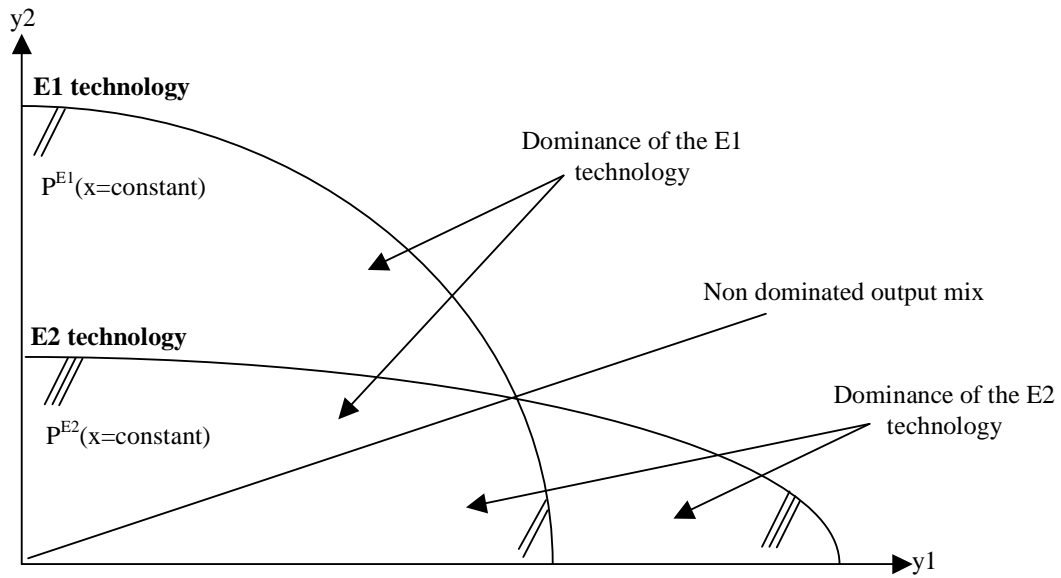 y2
E1 technology
Dominance of the E1
technology
P^E1(x=constant)
Non dominated output mix
E2 technology
Dominance of the E2
technology
P^E2(x=constant)
y1